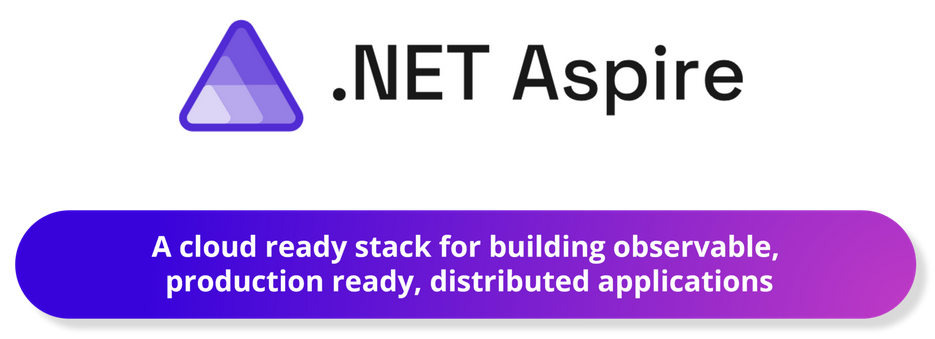 .NET Aspire
A cloud ready stack for building observable,
production ready, distributed applications